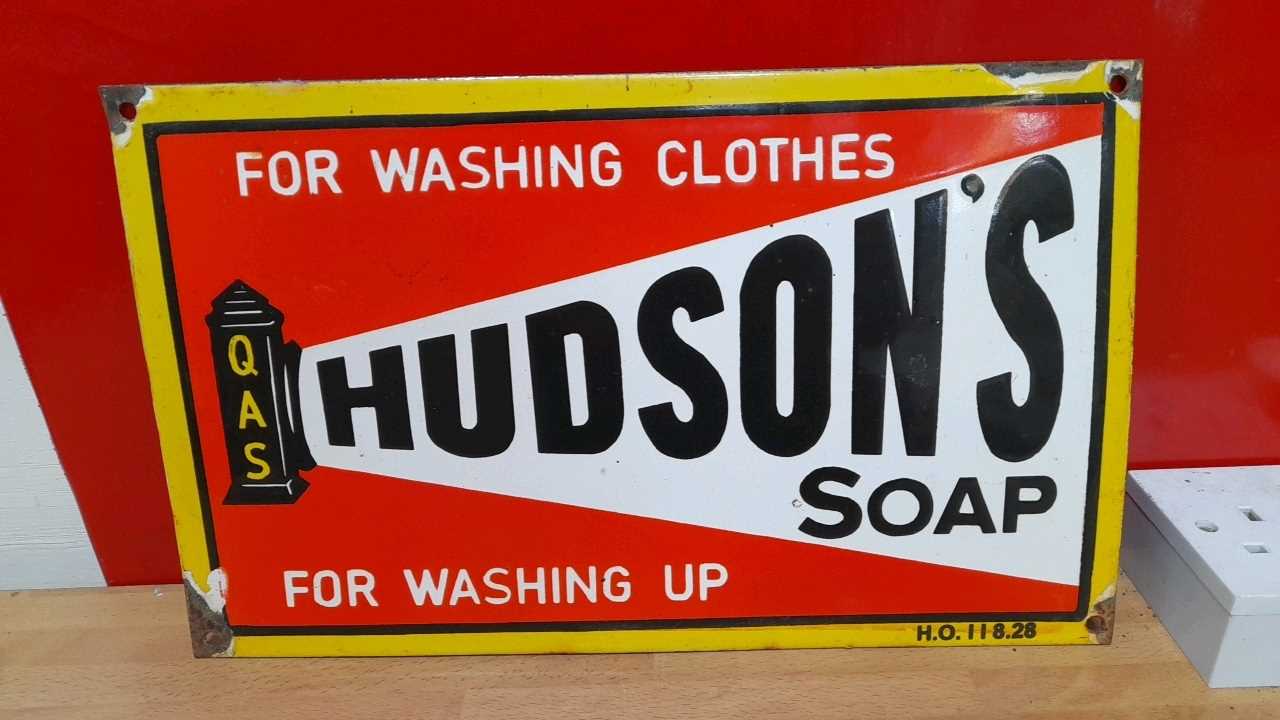 FOR WASHING CLOTHES
QAS
HUDSON'S
SOAP
FOR WASHING UP
H.O. 118.28